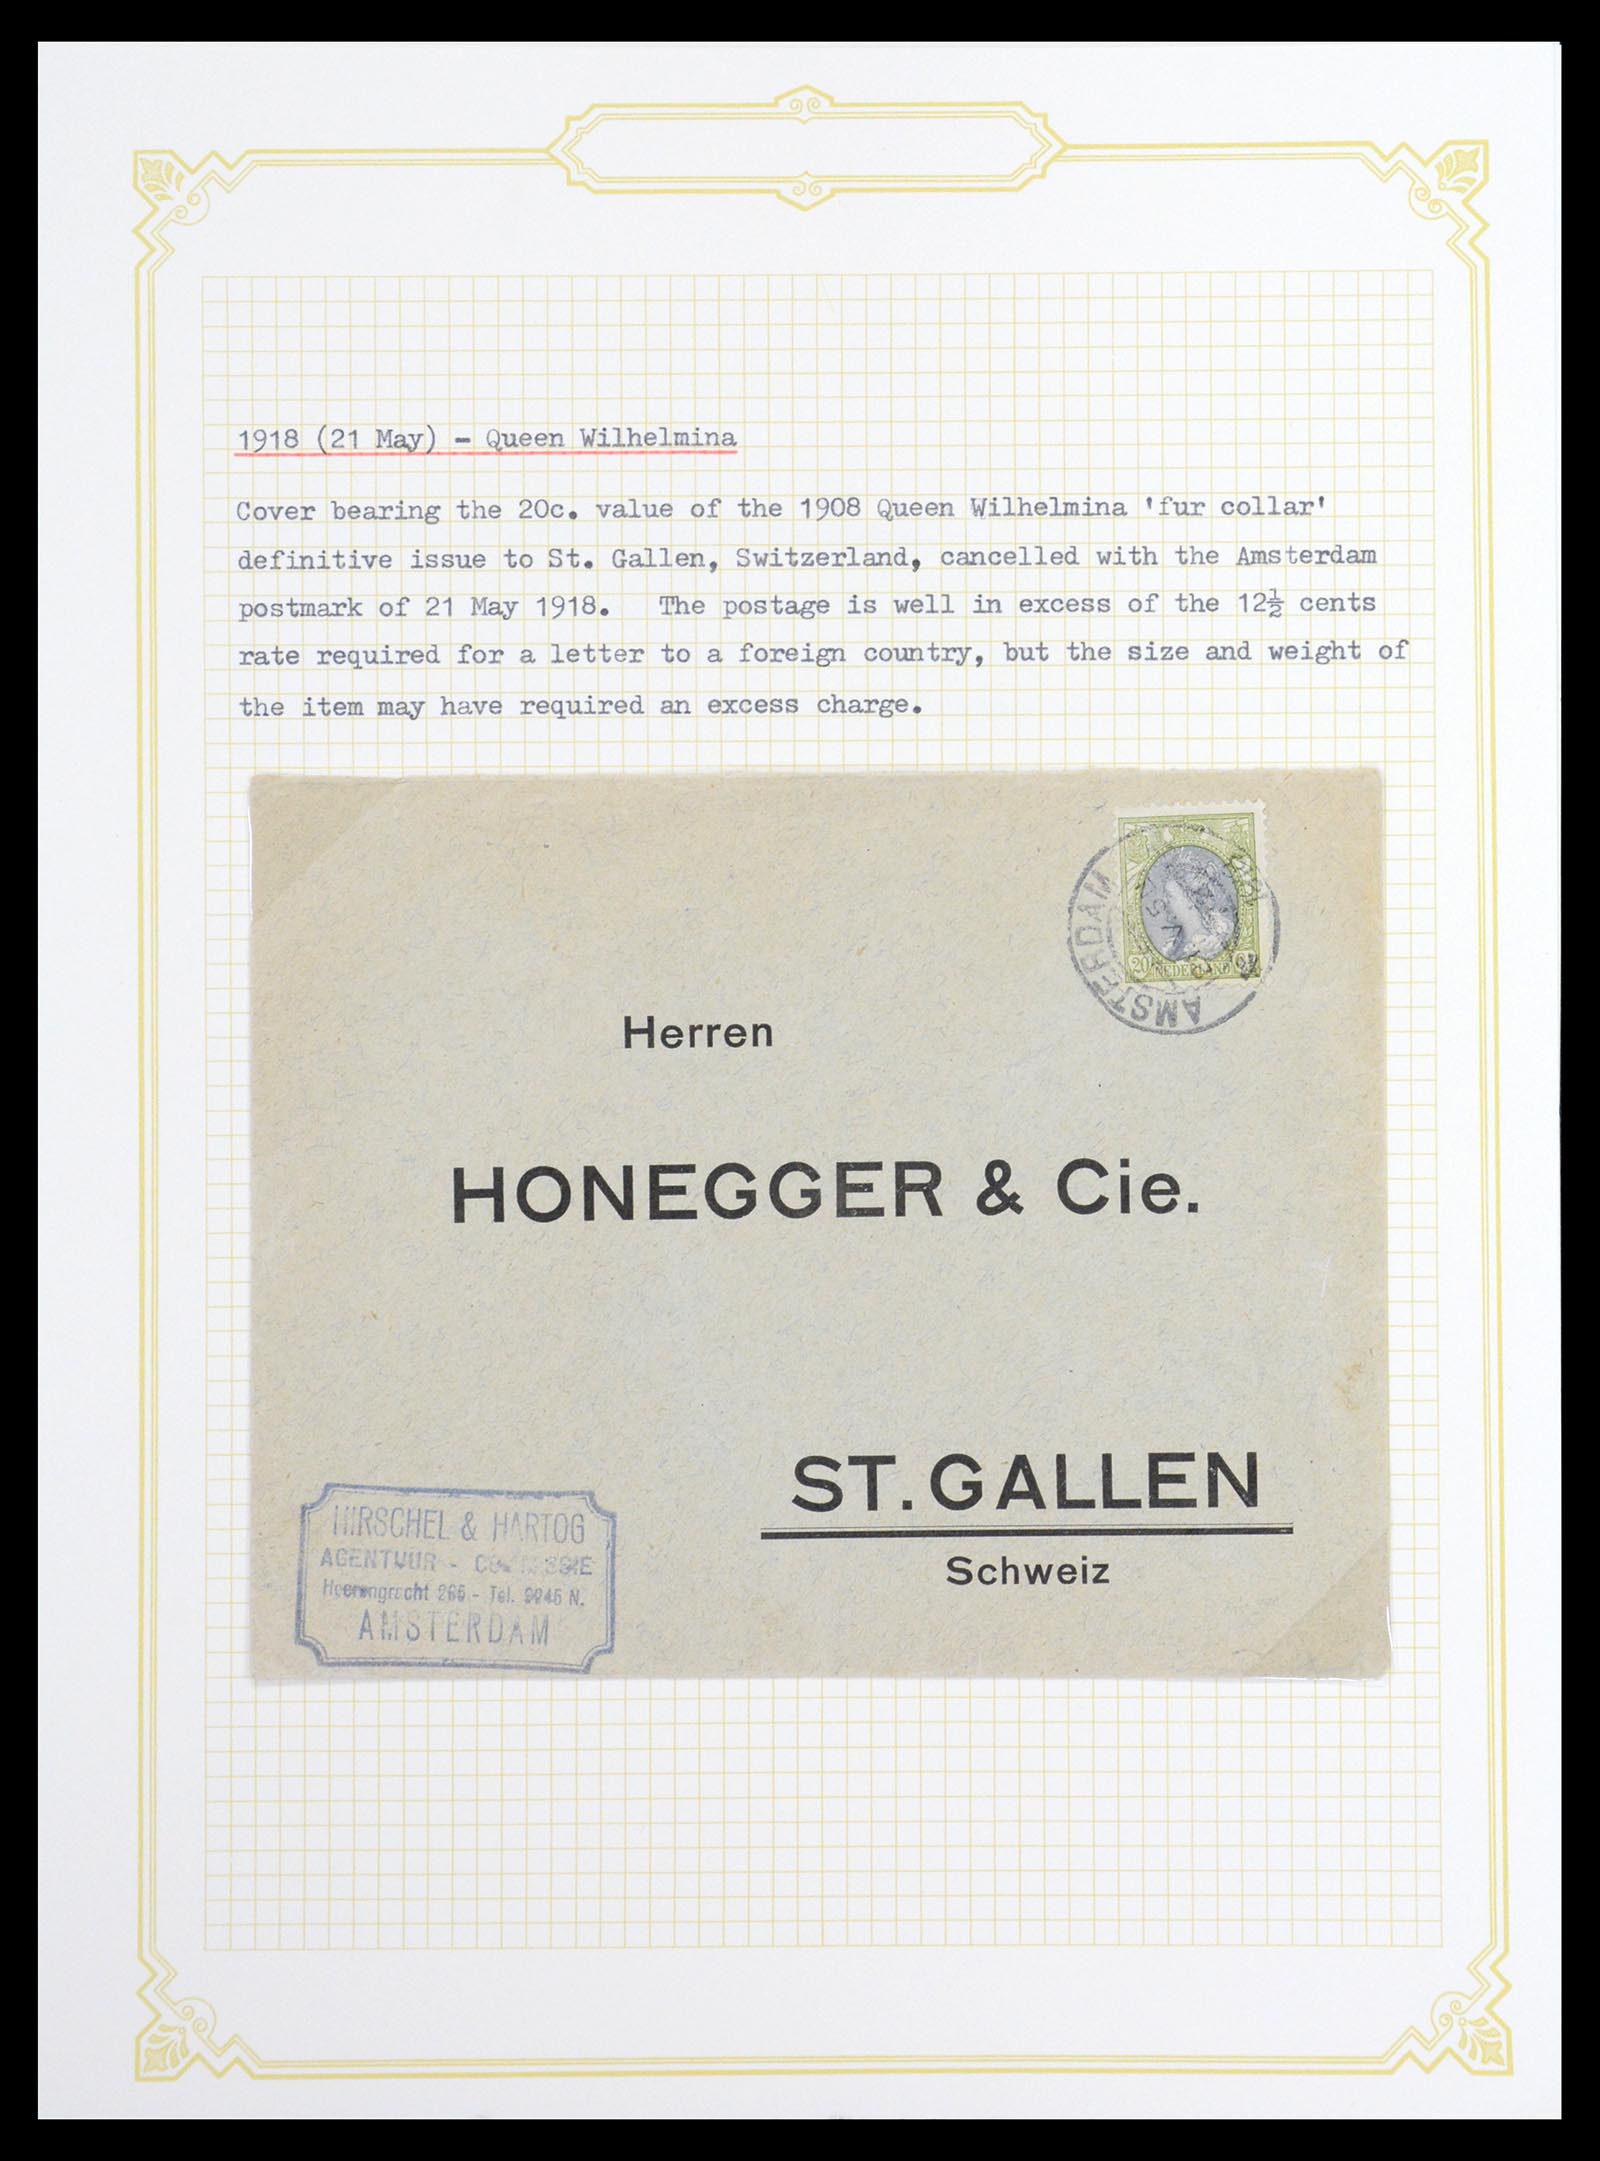 1918 (21 May) - Queen Wilhelmina
Cover bearing the 20c. value of the 1908 Queen Wilhelmina 'fur collar'
definitive issue to St. Gallen, Switzerland, cancelled with the Amsterdam
postmark of 21 May 1918. The postage is well in excess of the 12½ cents
rate required for a letter to a foreign country, but the size and weight of
the item may have required an excess charge.
AMSTERDAM
20 NEDERLAND
Herren
HONEGGER & Cie.
ST. GALLEN
Schweiz
HIRSCHEL & HARTOG
AGENTUUR -
Heerengracht 265 - Tel. N.
AMSTERDAM